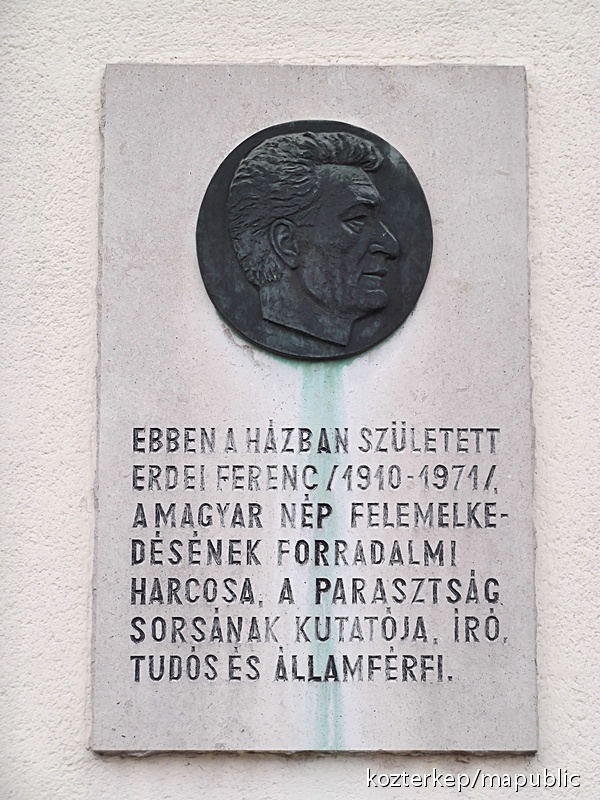 EBBEN A HÁZBAN SZÜLETETT
ERDEI FERENC /1910-1971/,
A MAGYAR NÉP FELEMELKE-
DÉSÉNEK FORRADALMI
HARCOSA, A PARASZTSÁG
SORSÁNAK KUTATÓJA, ÍRÓ,
TUDÓS ÉS ÁLLAMFÉRFI.
kozterkep/mapublic